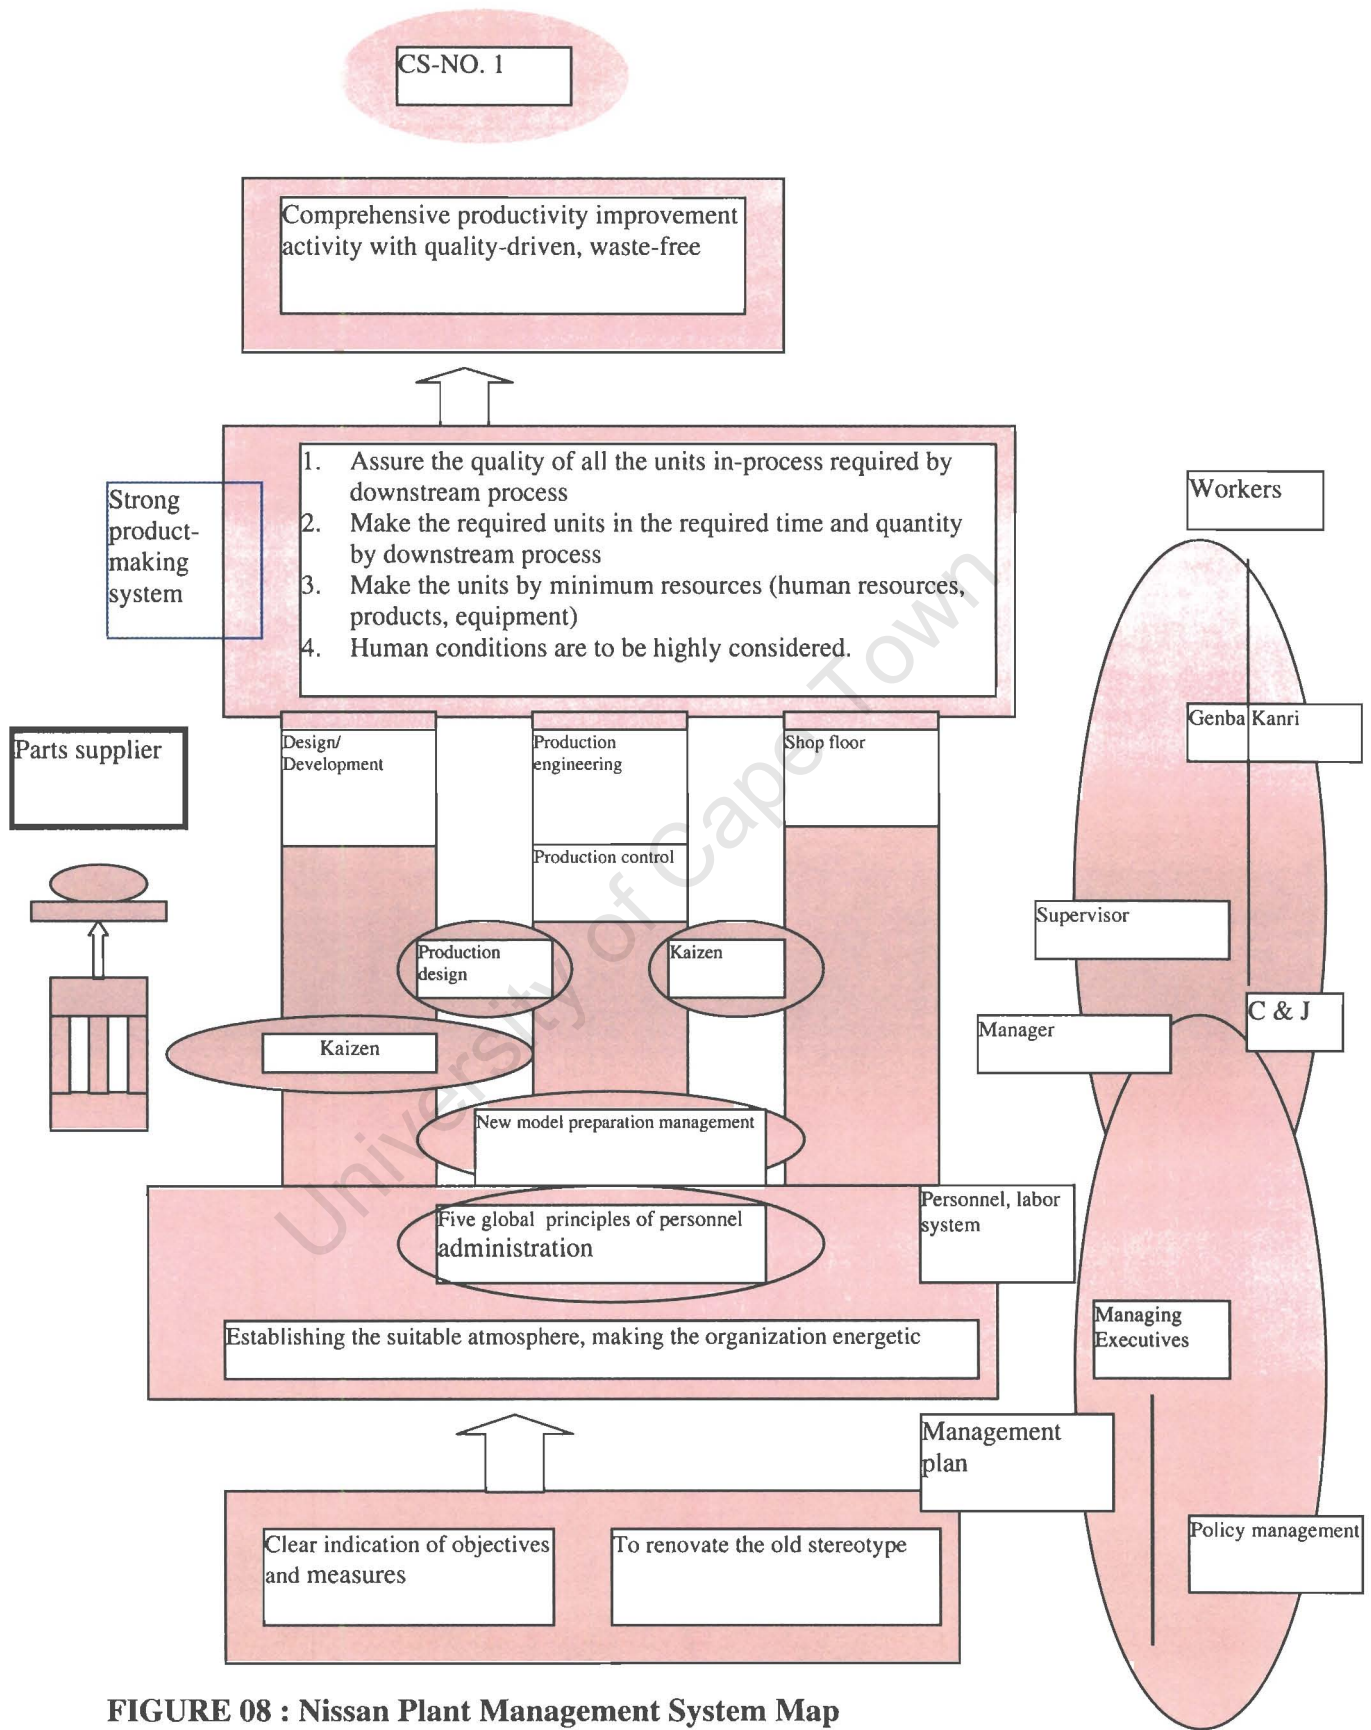 CS-NO. 1
Comprehensive productivity improvement
activity with quality-driven, waste-free
Strong
product-
making
system
1. Assure the quality of all the units in-process required by
downstream process
2. Make the required units in the required time and quantity
by downstream process
3. Make the units by minimum resources (human resources,
products, equipment)
4. Human conditions are to be highly considered.
Workers
Genba Kanri
Parts supplier
Design/
Development
Production
engineering
Shop floor
Production control
Supervisor
Production
design
Kaizen
C & J
Manager
Kaizen
New model preparation management
Five global principles of personnel
administration
Personnel, labor
system
Establishing the suitable atmosphere, making the organization energetic
Managing
Executives
Management
plan
Policy management
Clear indication of objectives
and measures
To renovate the old stereotype
University of Cape Town
FIGURE 08 : Nissan Plant Management System Map